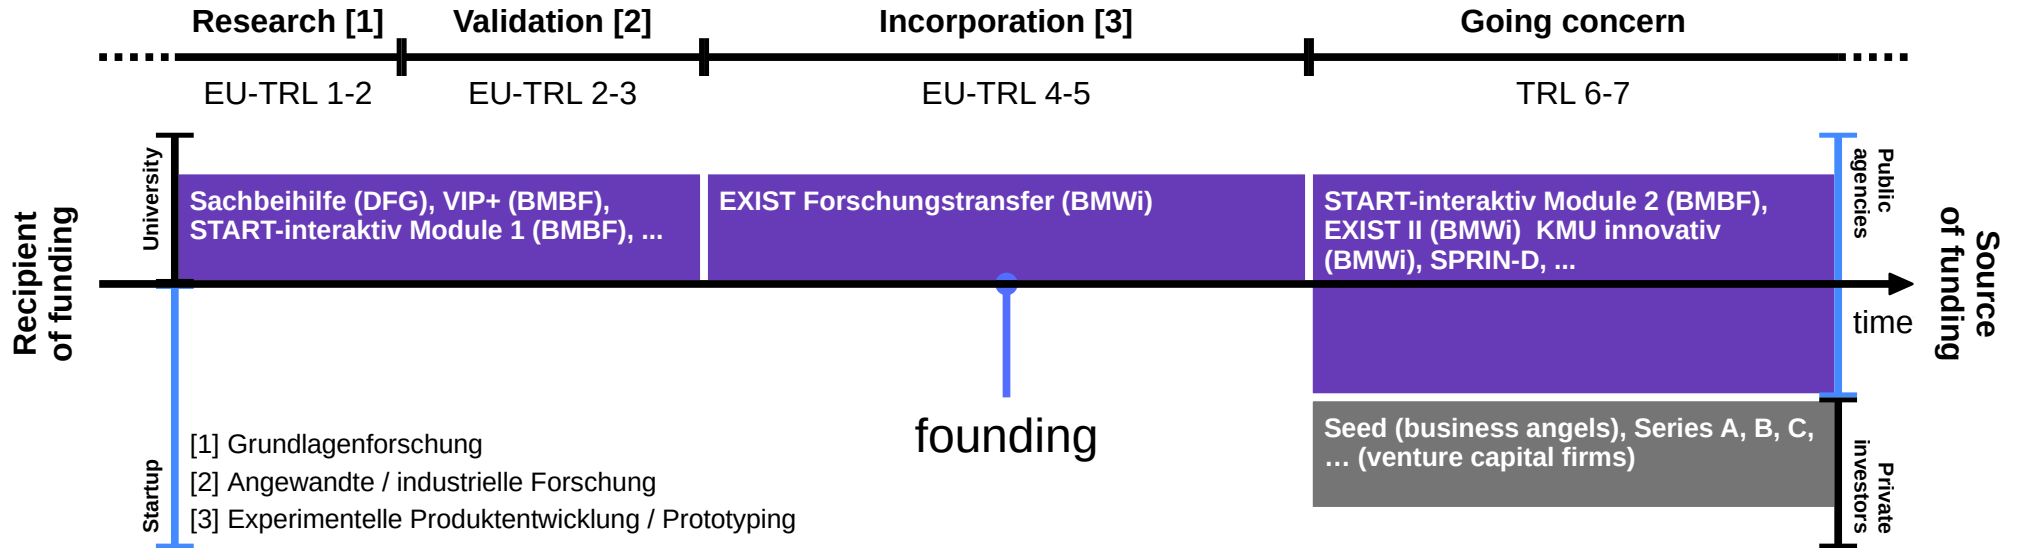 Research [1]
Validation [2]
Incorporation [3]
Going concern
EU-TRL 1-2
EU-TRL 2-3
EU-TRL 4-5
TRL 6-7
Recipient
of funding
University
Startup
Sachbeihilfe (DFG), VIP+ (BMBF),
START-interaktiv Module 1 (BMBF), ...
EXIST Forschungstransfer (BMWi)
START-interaktiv Module 2 (BMBF),
EXIST II (BMWi)  KMU innovativ
(BMWi), SPRIN-D, ...
Public
agencies
Source
of funding
time
founding
Seed (business angels), Series A, B, C,
… (venture capital firms)
Private
investors
[1] Grundlagenforschung
[2] Angewandte / industrielle Forschung
[3] Experimentelle Produktentwicklung / Prototyping